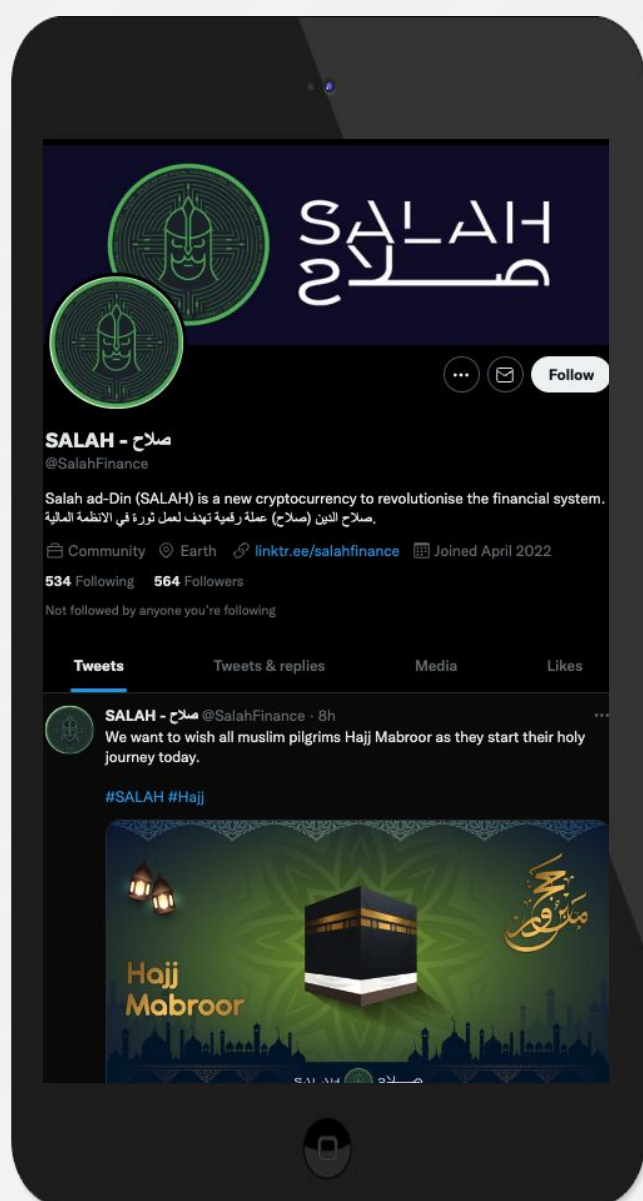 SALAH
صلاح
Follow
SALAH - صلاح
@SalahFinance
Salah ad-Din (SALAH) is a new cryptocurrency to revolutionise the financial system.
صلاح الدين (صلاح) عملة رقمية تهدف لعمل ثورة في الانظمة المالية.
Community Earth linktr.ee/salahfinance Joined April 2022
534 Following 564 Followers
Not followed by anyone you're following
Tweets Tweets & replies Media Likes
SALAH - صلاح @SalahFinance · 8h
We want to wish all muslim pilgrims Hajj Mabroor as they start their holy
journey today.
#SALAH #Hajj
حج
مبرور
Hajj
Mabroor
SALAH صلاح